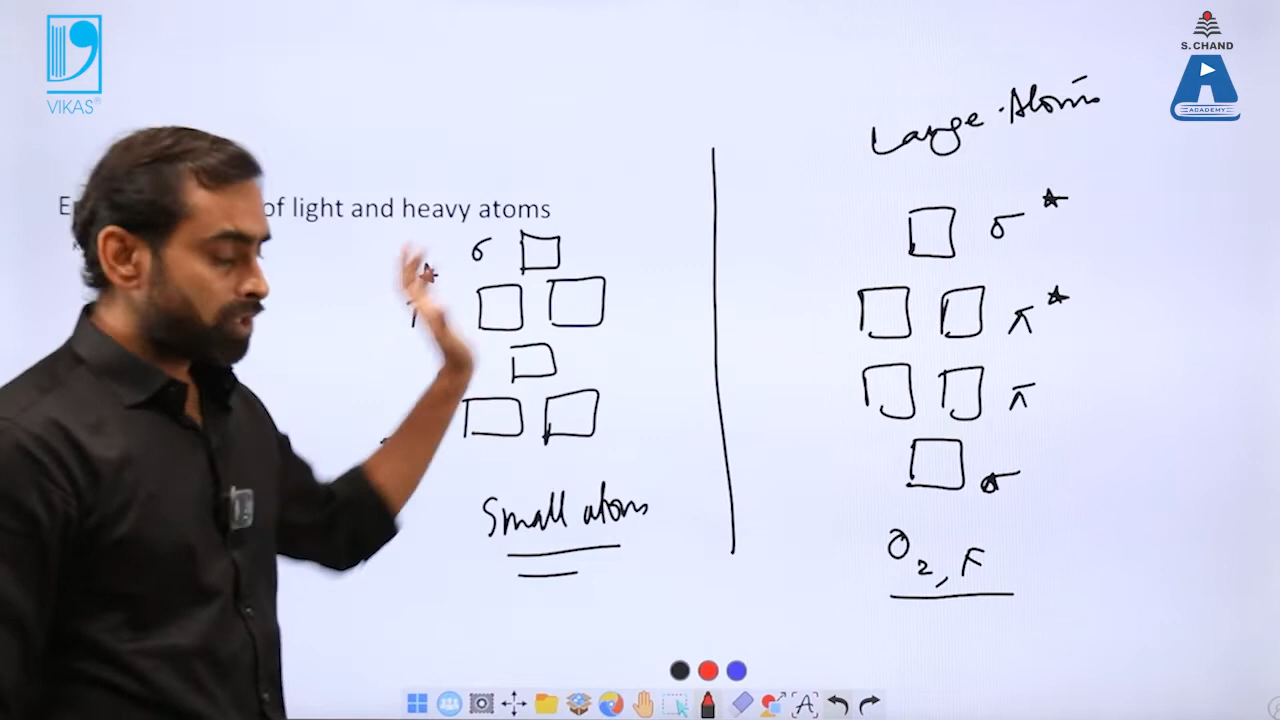 VIKAS®
S. CHAND
ACADEMY
of light and heavy atoms
σ
π
Small atoms
Large Atoms
σ*
π*
π
σ
O2, F